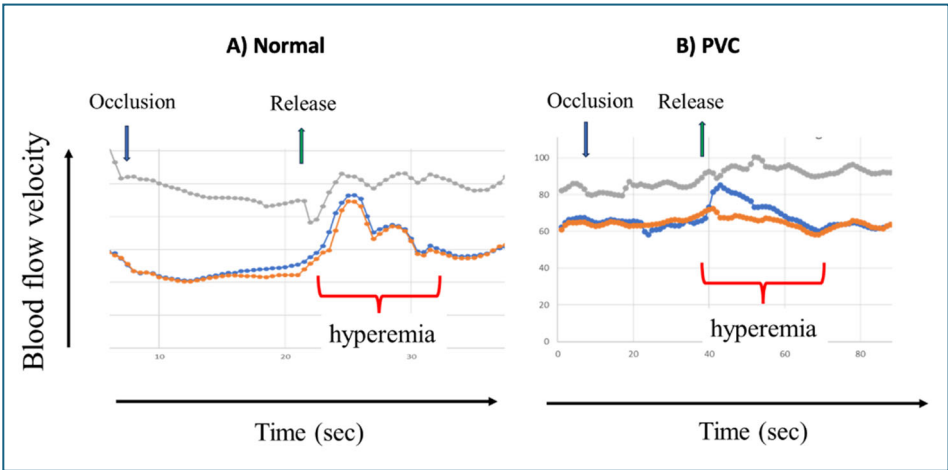 A) Normal
B) PVC
Occlusion
Release
Occlusion
Release
Blood flow velocity
100
80
60
40
20
0
hyperemia
hyperemia
10
20
30
0
20
40
60
80
Time (sec)
Time (sec)